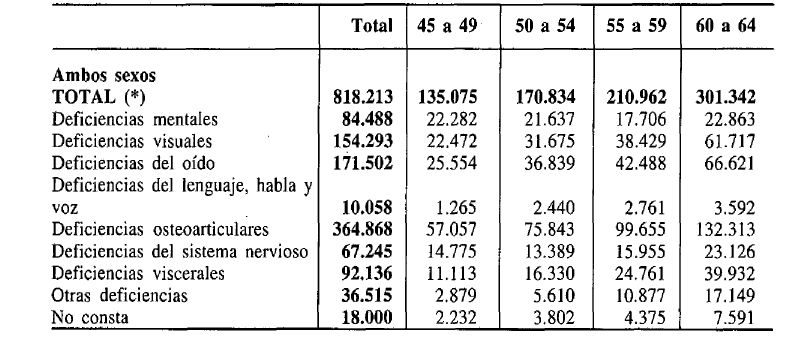 Total 45 a 49 50 a 54 55 a 59 60 a 64
Ambos sexos
TOTAL (*) 818.213 135.075 170.834 210.962 301.342
Deficiencias mentales 84.488 22.282 21.637 17.706 22.863
Deficiencias visuales 154.293 22.472 31.675 38.429 61.717
Deficiencias del oído 171.502 25.554 36.839 42.488 66.621
Deficiencias del lenguaje, habla y
voz 10.058 1.265 2.440 2.761 3.592
Deficiencias osteoarticulares 364.868 57.057 75.843 99.655 132.313
Deficiencias del sistema nervioso 67.245 14.775 13.389 15.955 23.126
Deficiencias viscerales 92.136 11.113 16.330 24.761 39.932
Otras deficiencias 36.515 2.879 5.610 10.877 17.149
No consta 18.000 2.232 3.802 4.375 7.591